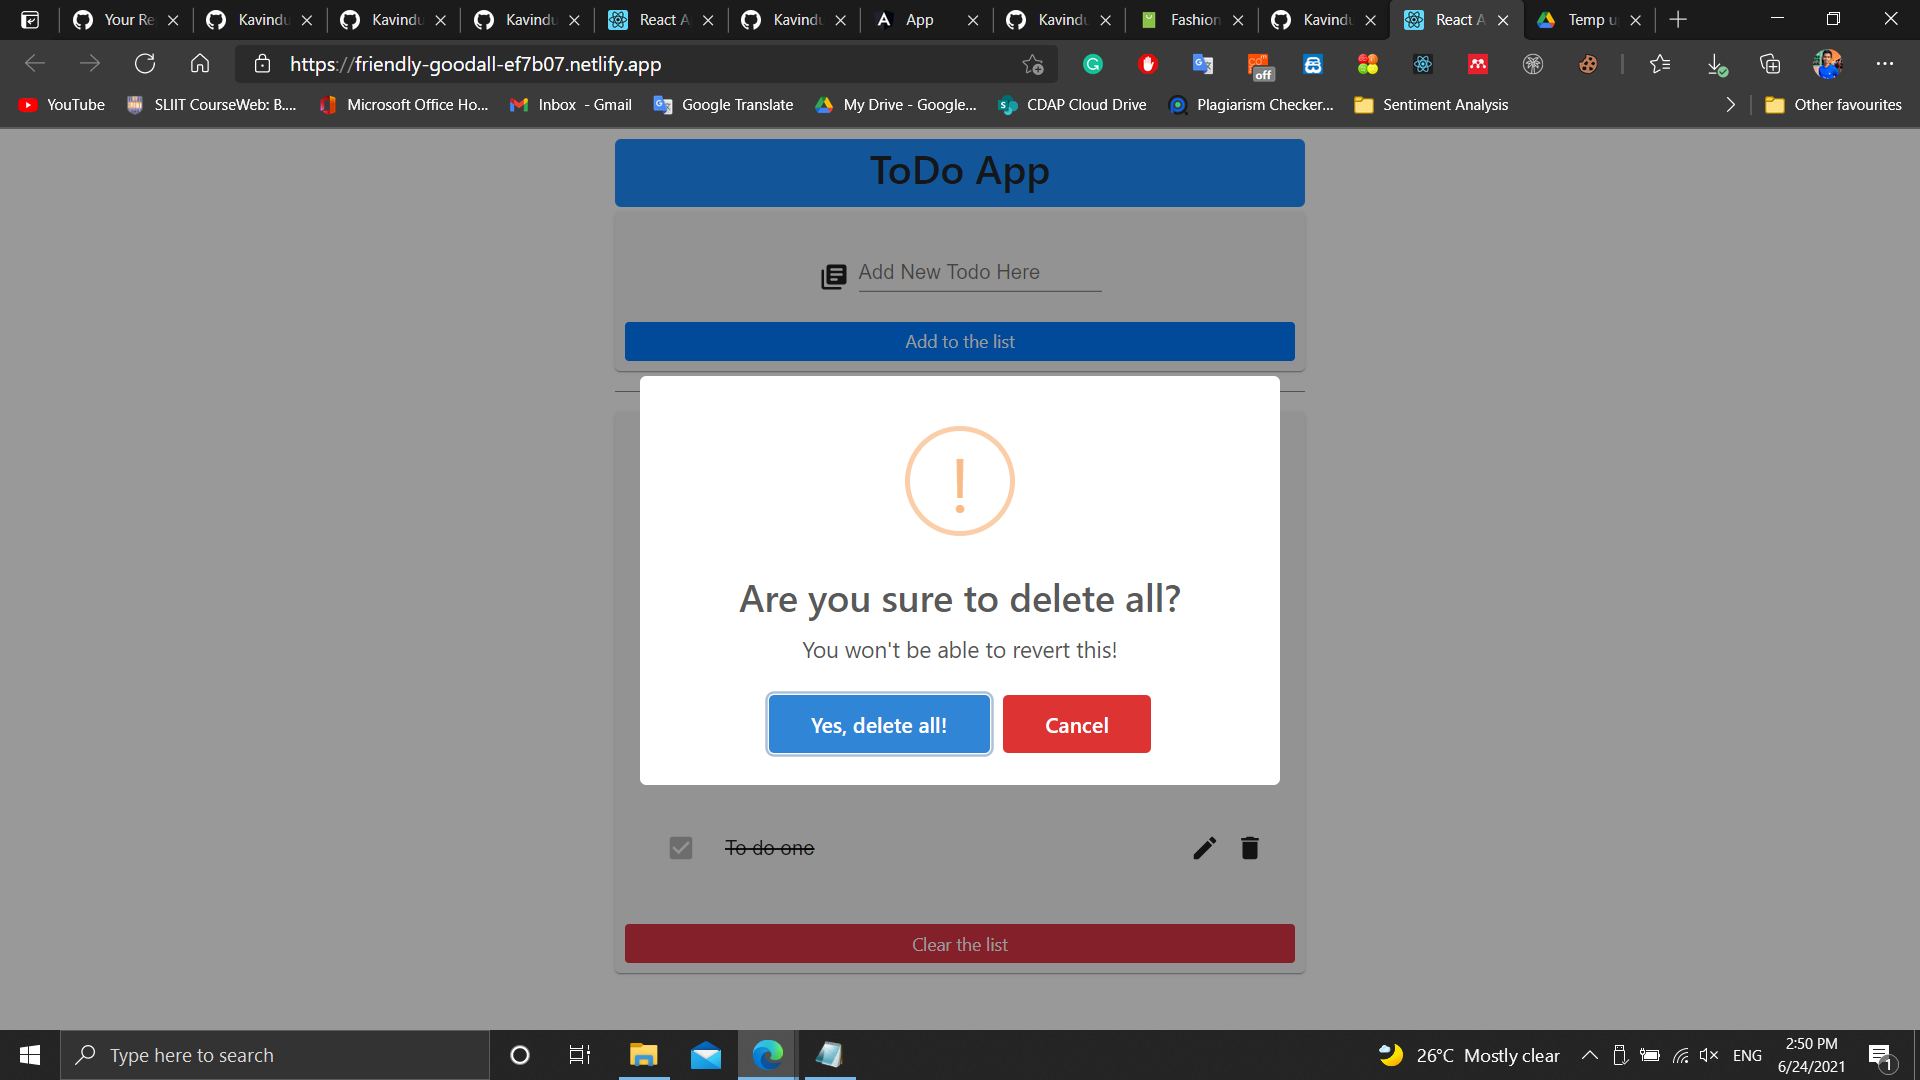 Your Re
Kavindu
Kavindu
Kavindu
React A
Kavindu
App
Kavindu
Fashion
Kavindu
React A
Temp u
https://friendly-goodall-ef7b07.netlify.app
off
YouTube
SLIIT CourseWeb: B....
Microsoft Office Ho...
Inbox - Gmail
Google Translate
My Drive - Google...
CDAP Cloud Drive
Plagiarism Checker...
Sentiment Analysis
Other favourites
ToDo App
Add New Todo Here
Add to the list
!
Are you sure to delete all?
You won't be able to revert this!
Yes, delete all!
Cancel
To do one
Clear the list
Type here to search
26°C Mostly clear
ENG
2:50 PM
6/24/2021
1